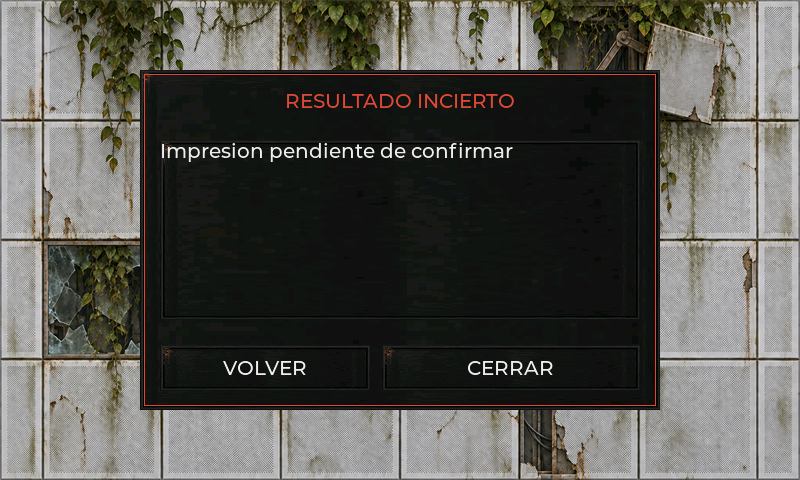 RESULTADO INCIERTO
Impresion pendiente de confirmar
VOLVER
CERRAR